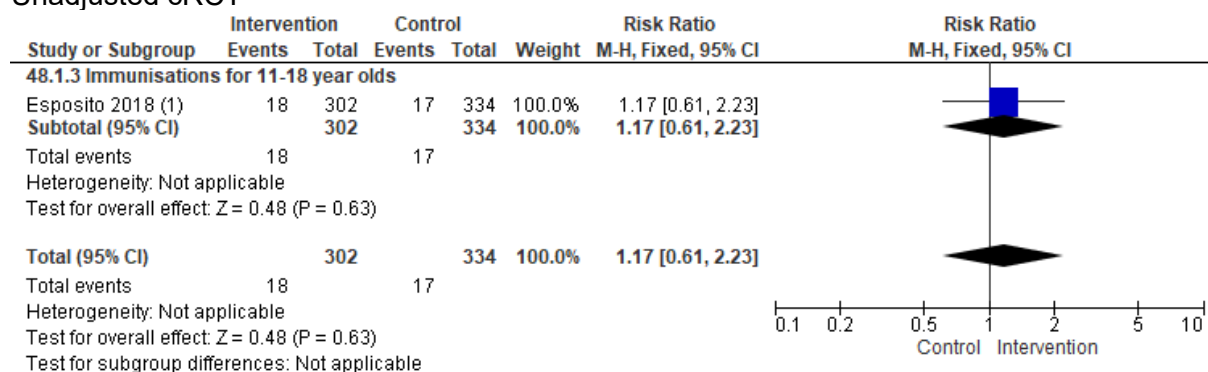 Unadjusted cRCT
Intervention Control Risk Ratio Risk Ratio
Study or Subgroup Events Total Events Total Weight M-H, Fixed, 95% CI M-H, Fixed, 95% CI
48.1.3 Immunisations for 11-18 year olds
Esposito 2018 (1) 18 302 17 334 100.0% 1.17 [0.61, 2.23]
Subtotal (95% CI) 302 334 100.0% 1.17 [0.61, 2.23]
Total events 18 17
Heterogeneity: Not applicable
Test for overall effect: Z = 0.48 (P = 0.63)
Total (95% CI) 302 334 100.0% 1.17 [0.61, 2.23]
Total events 18 17
Heterogeneity: Not applicable
Test for overall effect: Z = 0.48 (P = 0.63)
Test for subgroup differences: Not applicable
0.1 0.2 0.5 1 2 5 10
Control Intervention